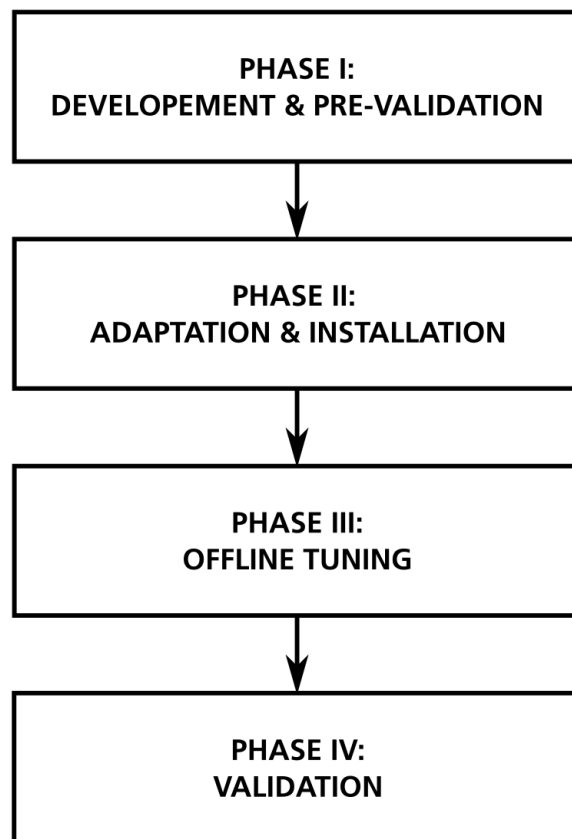 PHASE I:
DEVELOPEMENT & PRE-VALIDATION
PHASE II:
ADAPTATION & INSTALLATION
PHASE III:
OFFLINE TUNING
PHASE IV:
VALIDATION